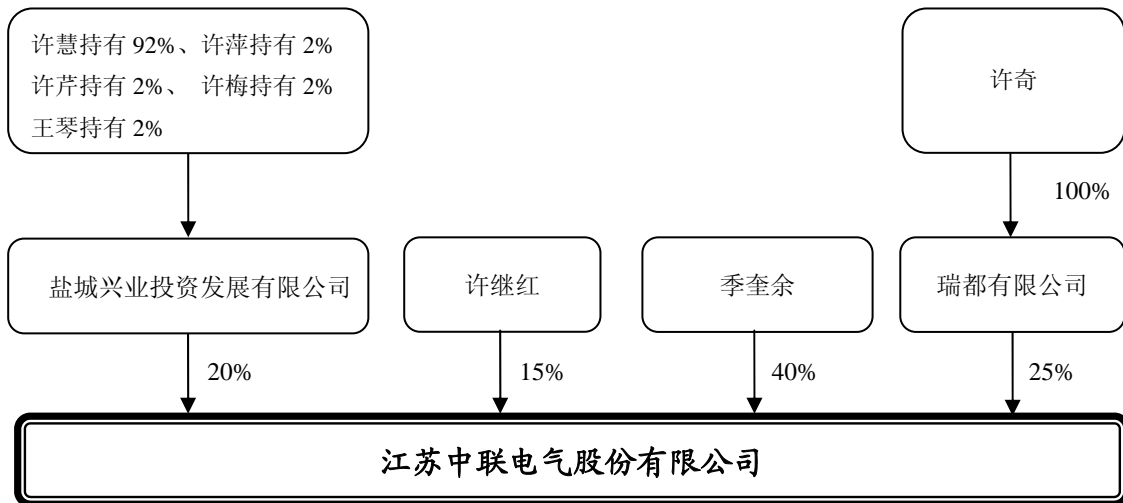 许慧持有 92%、许萍持有 2%
许芹持有 2%、 许梅持有 2%
王琴持有 2%
许奇
100%
盐城兴业投资发展有限公司
许继红
季奎余
瑞都有限公司
20%
15%
40%
25%
江苏中联电气股份有限公司